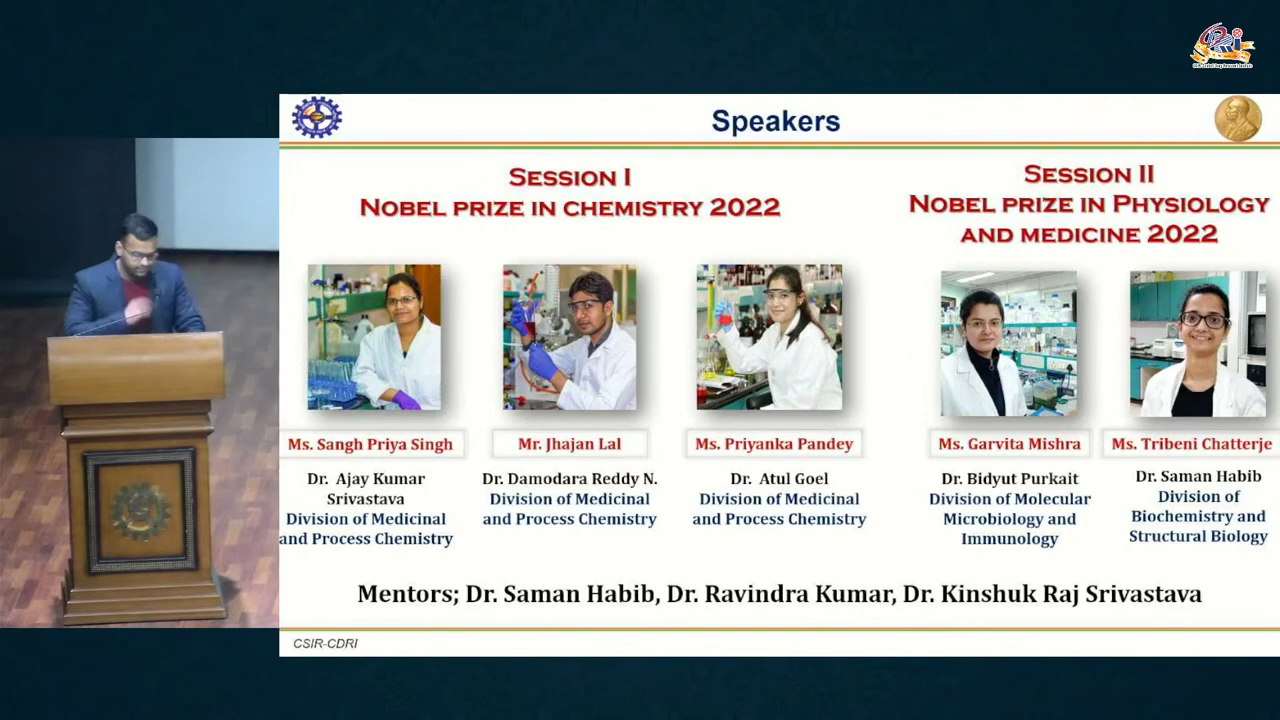 Speakers
SESSION I
NOBEL PRIZE IN CHEMISTRY 2022
SESSION II
NOBEL PRIZE IN PHYSIOLOGY
AND MEDICINE 2022
Ms. Sangh Priya Singh
Dr. Ajay Kumar
Srivastava
Division of Medicinal
and Process Chemistry
Mr. Jhajan Lal
Dr. Damodara Reddy N.
Division of Medicinal
and Process Chemistry
Ms. Priyanka Pandey
Dr. Atul Goel
Division of Medicinal
and Process Chemistry
Ms. Garvita Mishra
Dr. Bidyut Purkait
Division of Molecular
Microbiology and
Immunology
Ms. Tribeni Chatterje
Dr. Saman Habib
Division of
Biochemistry and
Structural Biology
Mentors; Dr. Saman Habib, Dr. Ravindra Kumar, Dr. Kinshuk Raj Srivastava
CSIR-CDRI